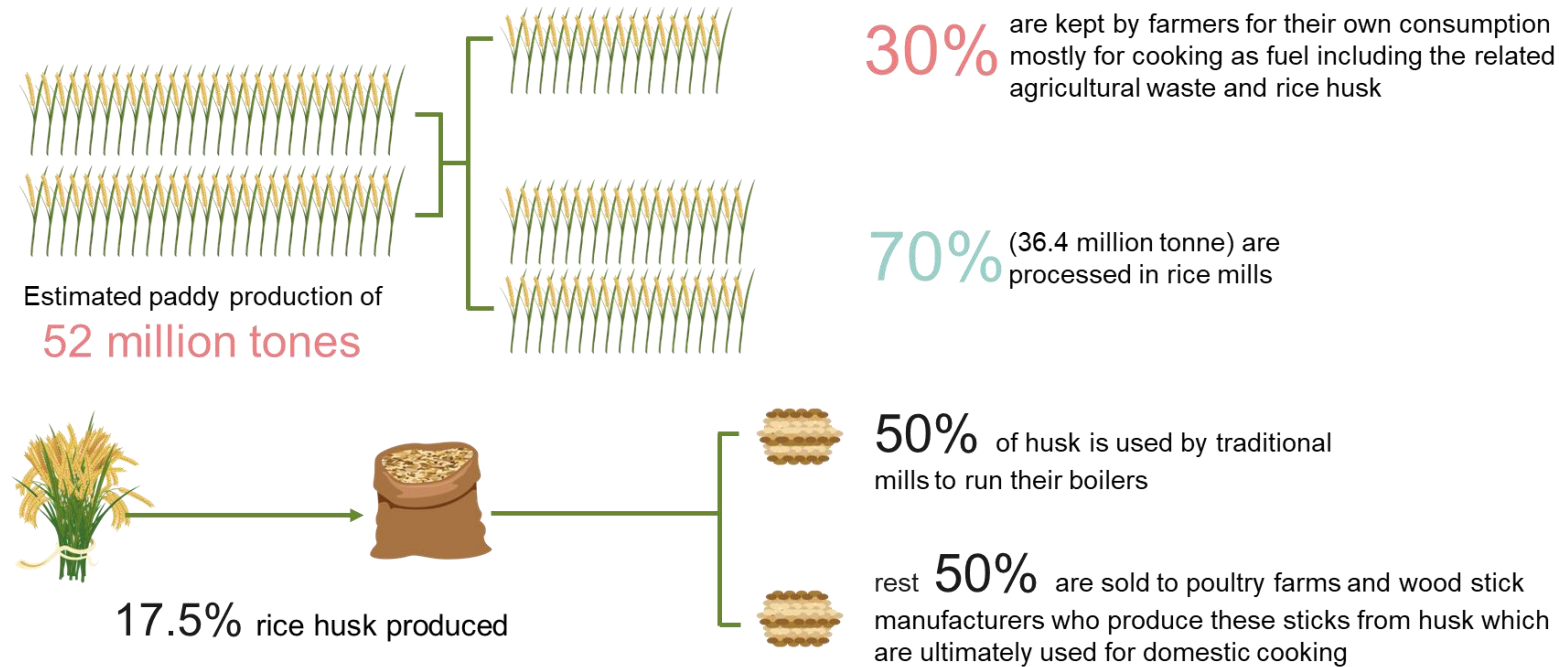 30% are kept by farmers for their own consumption
mostly for cooking as fuel including the related
agricultural waste and rice husk
70% (36.4 million tonne) are
processed in rice mills
Estimated paddy production of
52 million tones
50% of husk is used by traditional
mills to run their boilers
17.5% rice husk produced
rest 50% are sold to poultry farms and wood stick
manufacturers who produce these sticks from husk which
are ultimately used for domestic cooking